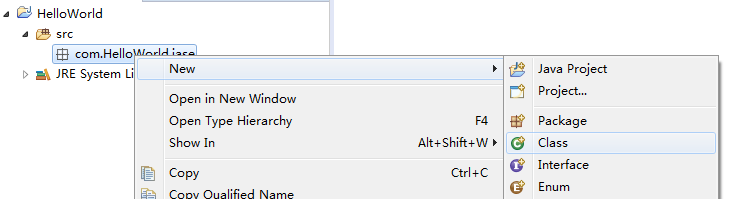 HelloWorld
src
com.HelloWorld.jase
JRE System Li
New
Open in New Window
Open Type Hierarchy F4
Show In Alt+Shift+W
Copy Ctrl+C
Copy Qualified Name
Java Project
Project...
Package
Class
Interface
Enum